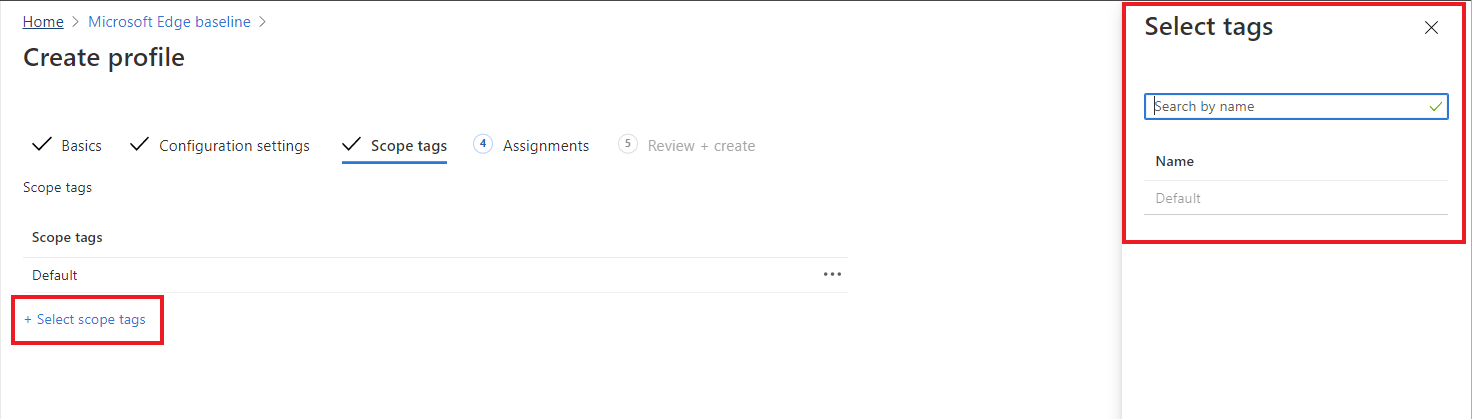 Home > Microsoft Edge baseline >
Create profile
Basics Configuration settings Scope tags 4 Assignments 5 Review + create
Scope tags
Scope tags
Default •••
+ Select scope tags
Select tags
Search by name
Name
Default